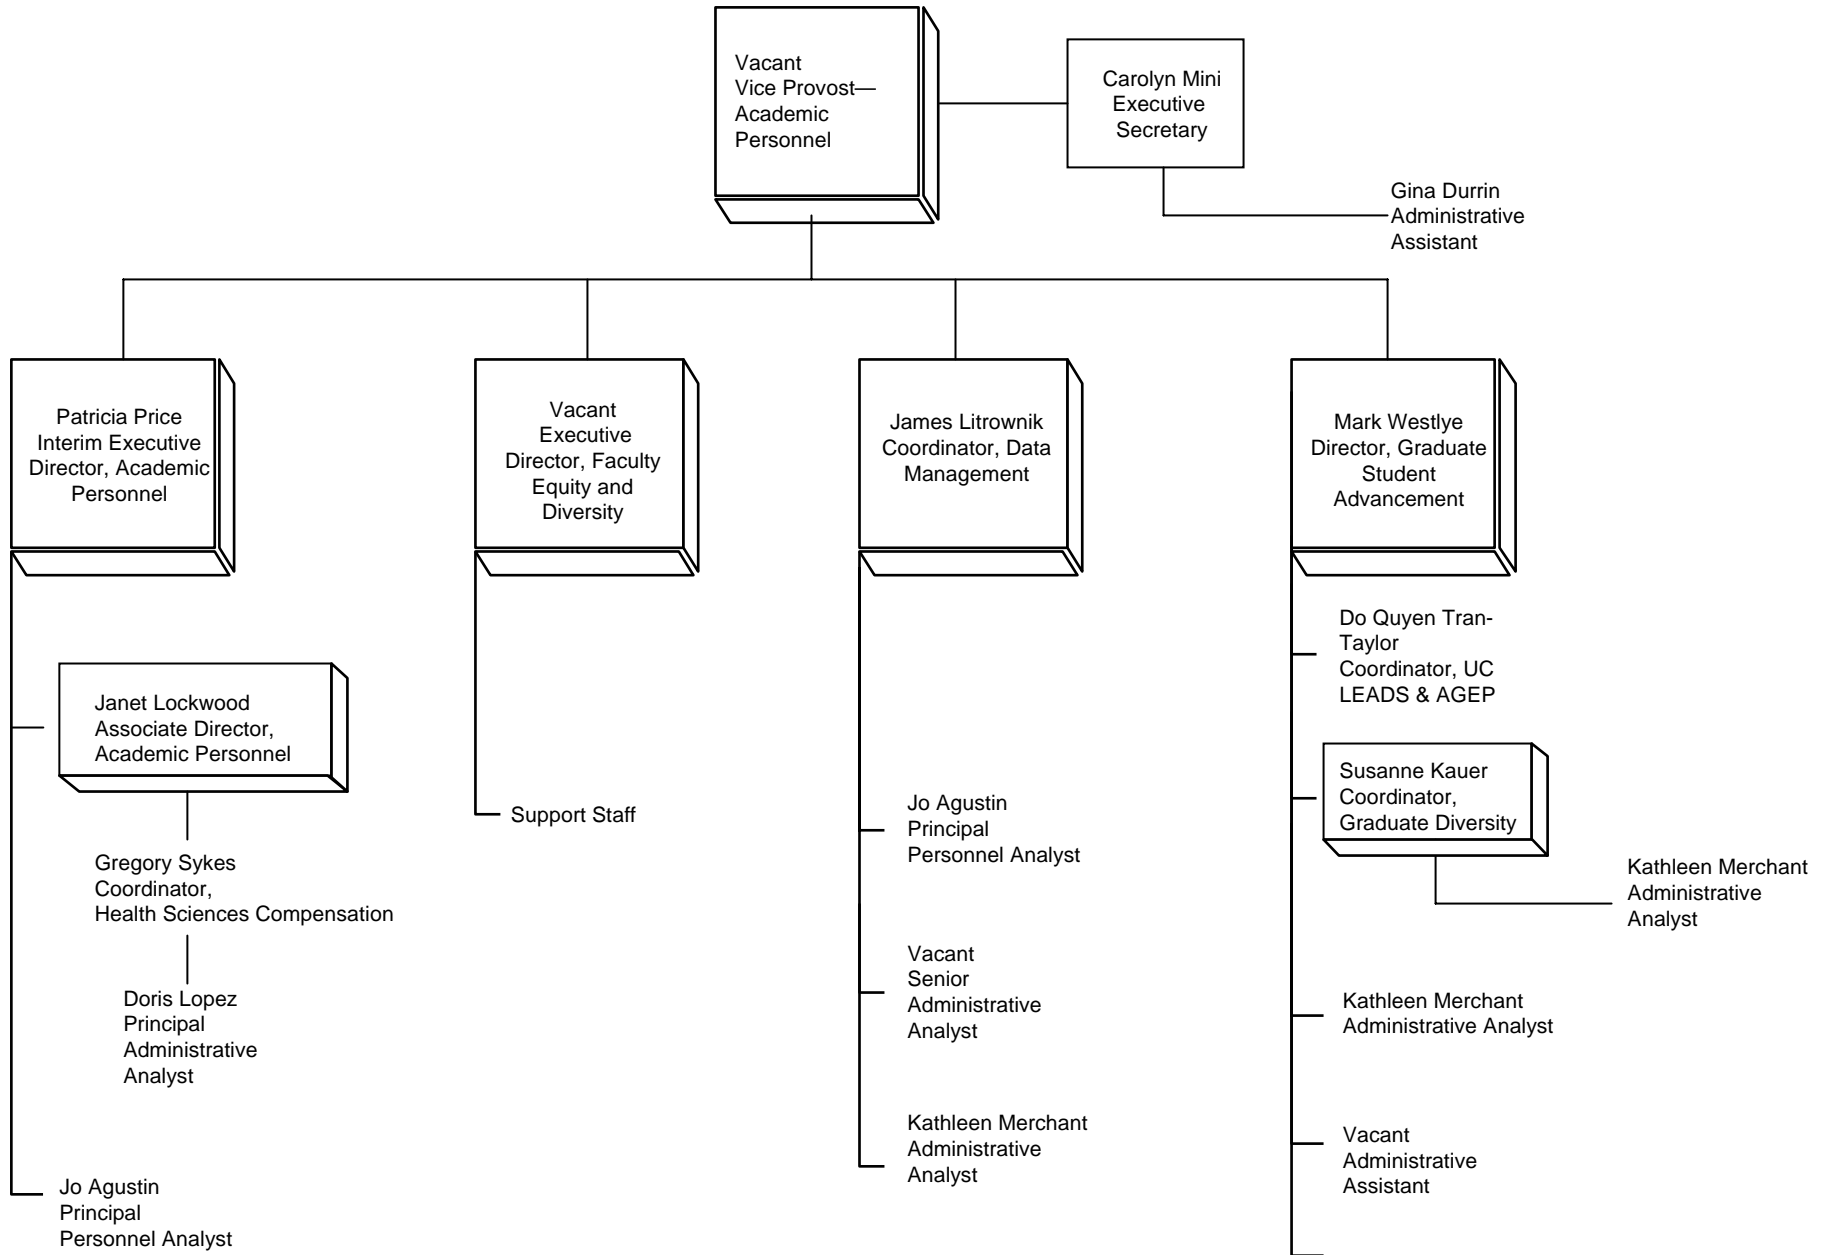 Vacant
Vice Provost—
Academic
Personnel
Carolyn Mini
Executive
Secretary
Gina Durrin
Administrative
Assistant
Patricia Price
Interim Executive
Director, Academic
Personnel
Vacant
Executive
Director, Faculty
Equity and
Diversity
James Litrownik
Coordinator, Data
Management
Mark Westlye
Director, Graduate
Student
Advancement
Janet Lockwood
Associate Director,
Academic Personnel
Gregory Sykes
Coordinator,
Health Sciences Compensation
Doris Lopez
Principal
Administrative
Analyst
Jo Agustin
Principal
Personnel Analyst
Support Staff
Jo Agustin
Principal
Personnel Analyst
Vacant
Senior
Administrative
Analyst
Kathleen Merchant
Administrative
Analyst
Do Quyen Tran-
Taylor
Coordinator, UC
LEADS & AGEP
Susanne Kauer
Coordinator,
Graduate Diversity
Kathleen Merchant
Administrative
Analyst
Kathleen Merchant
Administrative Analyst
Vacant
Administrative
Assistant